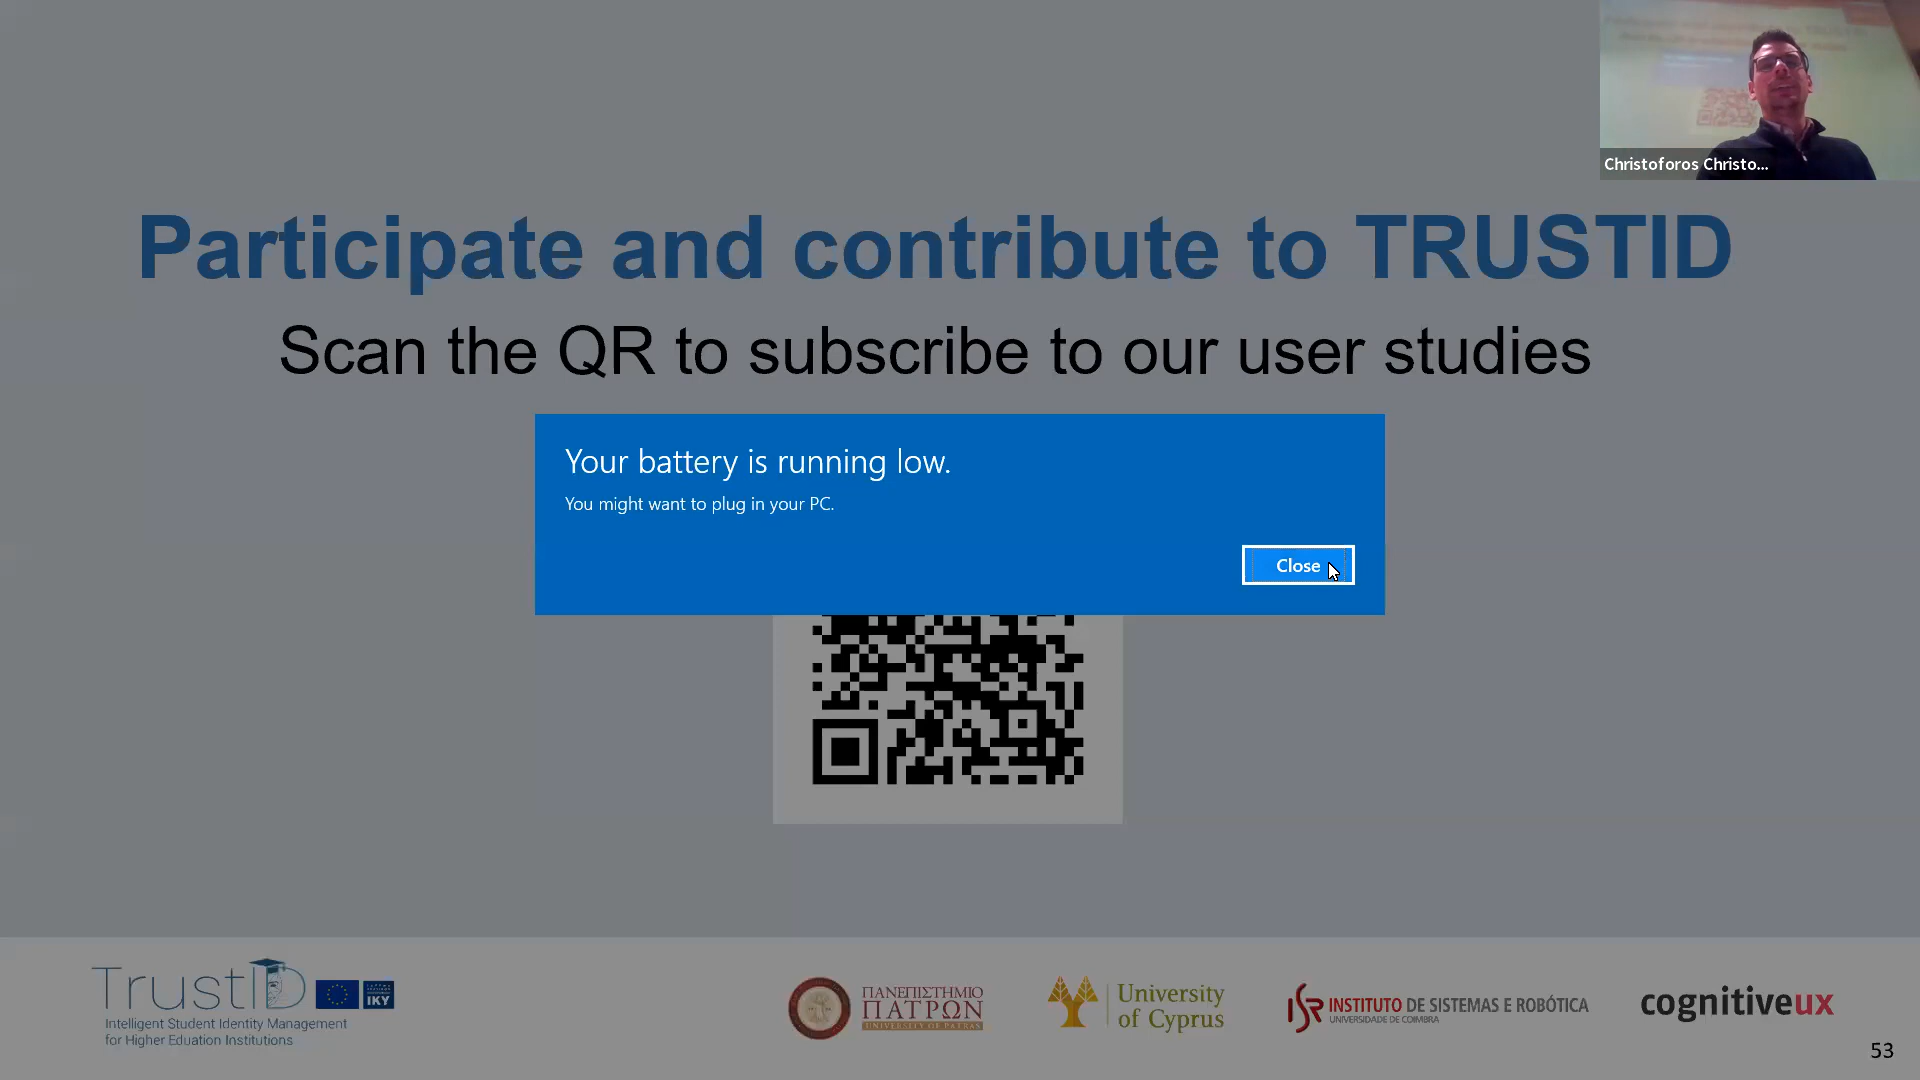 Christoforos Christo...
Participate and contribute to TRUSTID
Scan the QR to subscribe to our user studies
Your battery is running low.
You might want to plug in your PC.
Close
TrustID
IKY
Intelligent Student Identity Management
for Higher Eduation Institutions
ΠΑΝΕΠΙΣΤΗΜΙΟ
ΠΑΤΡΩΝ
UNIVERSITY OF PATRAS
University
of Cyprus
ISR INSTITUTO DE SISTEMAS E ROBÓTICA
UNIVERSIDADE DE COIMBRA
cognitiveux
53